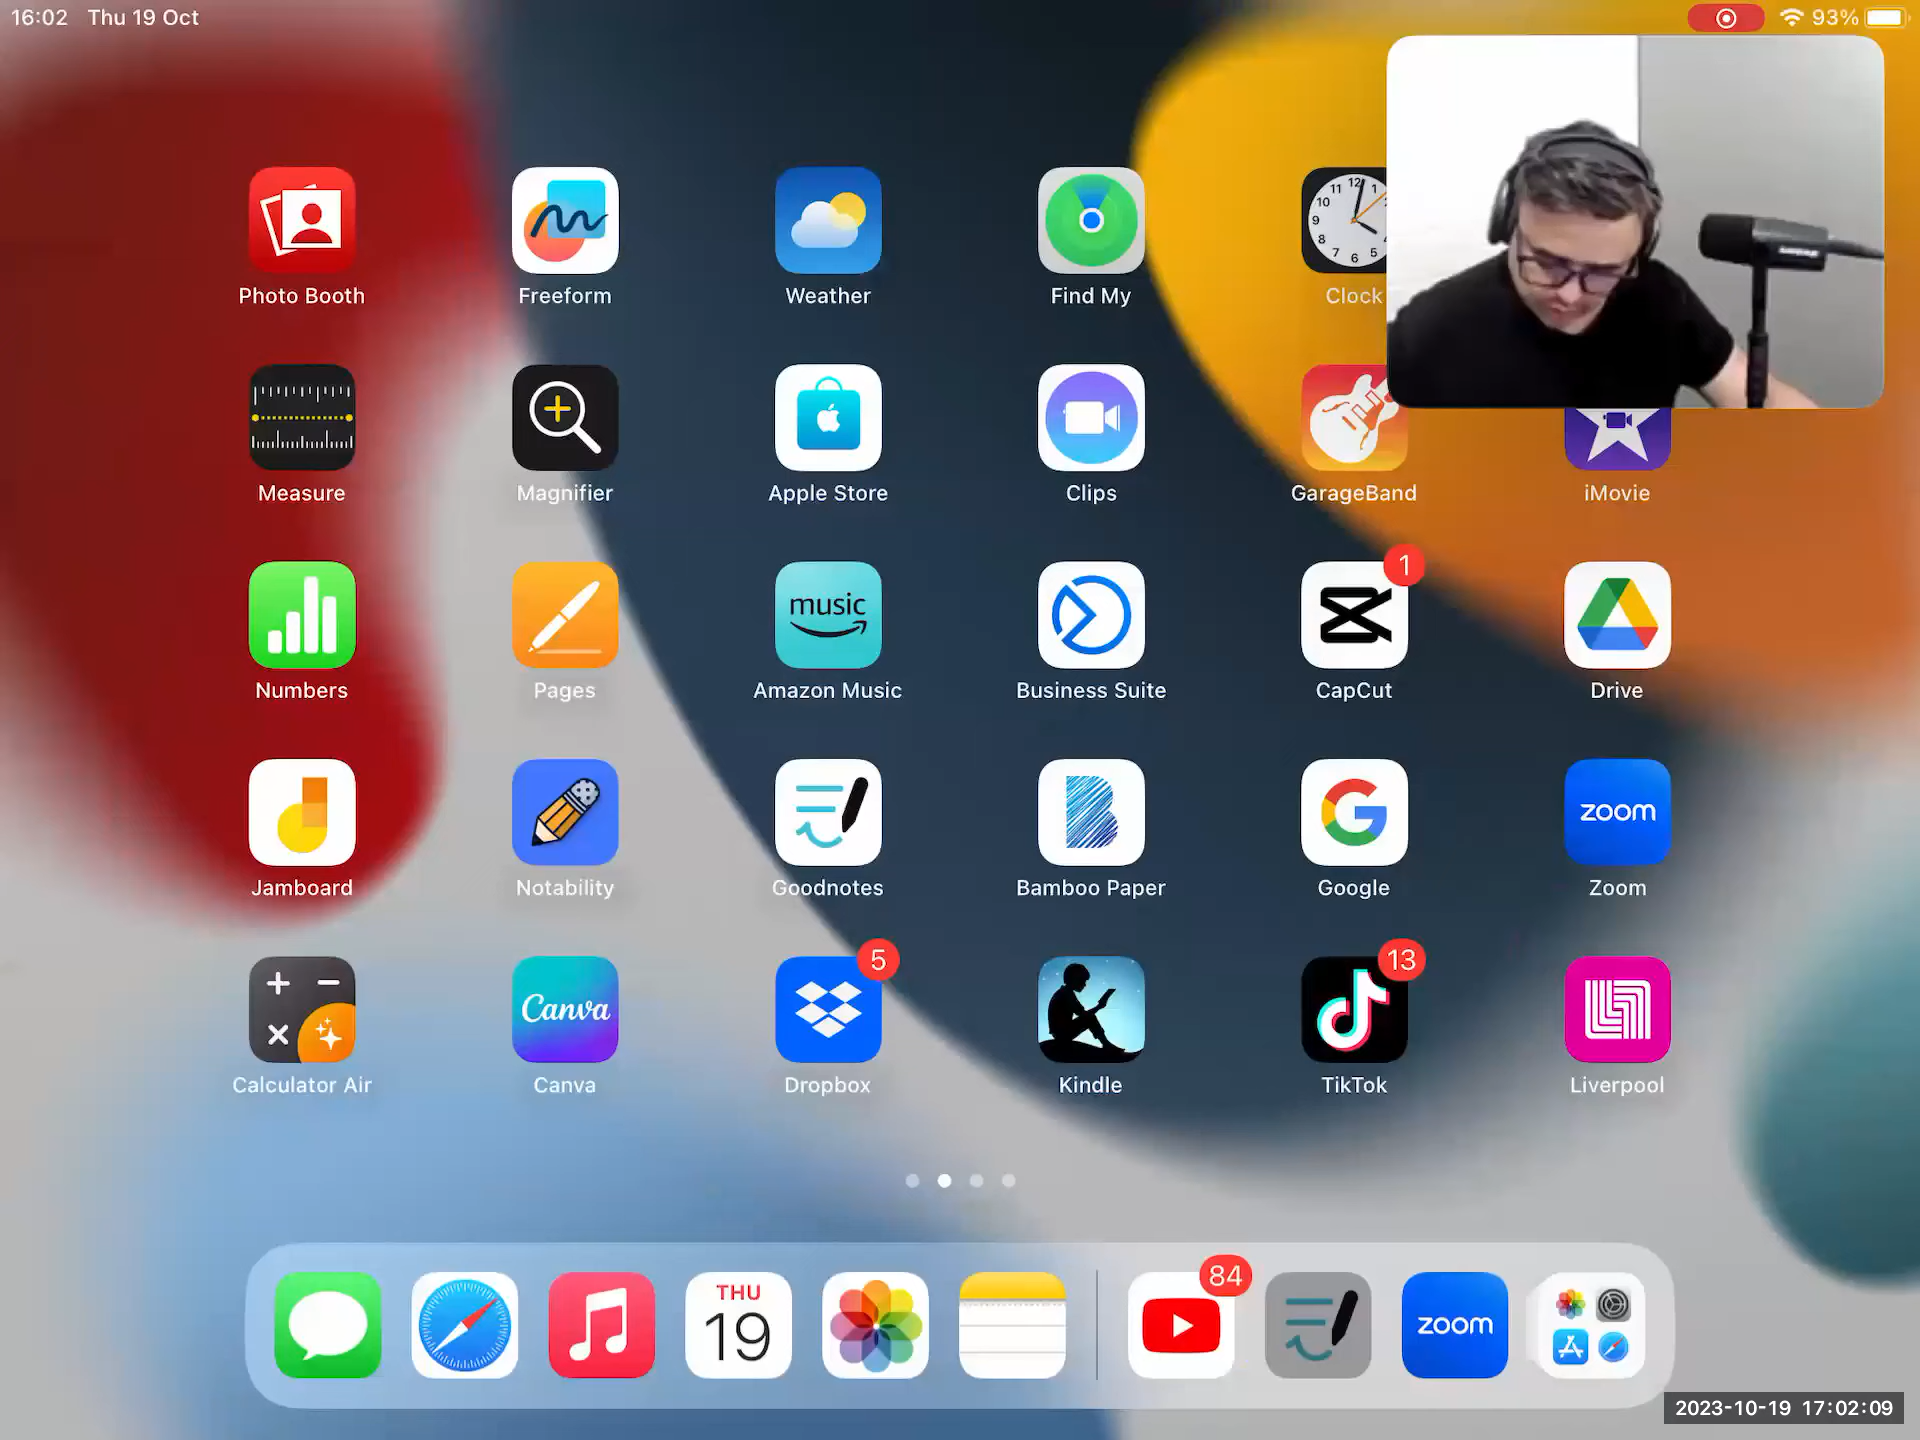 16:02 Thu 19 Oct
93%
Photo Booth
Freeform
Weather
Find My
Clock
Measure
Magnifier
Apple Store
Clips
GarageBand
iMovie
Numbers
Pages
music
Amazon Music
Business Suite
1
CapCut
Drive
Jamboard
Notability
Goodnotes
Bamboo Paper
G
Google
zoom
Zoom
Calculator Air
Canva
Canva
5
Dropbox
Kindle
13
TikTok
Liverpool
THU
19
84
zoom
2023-10-19 17:02:09